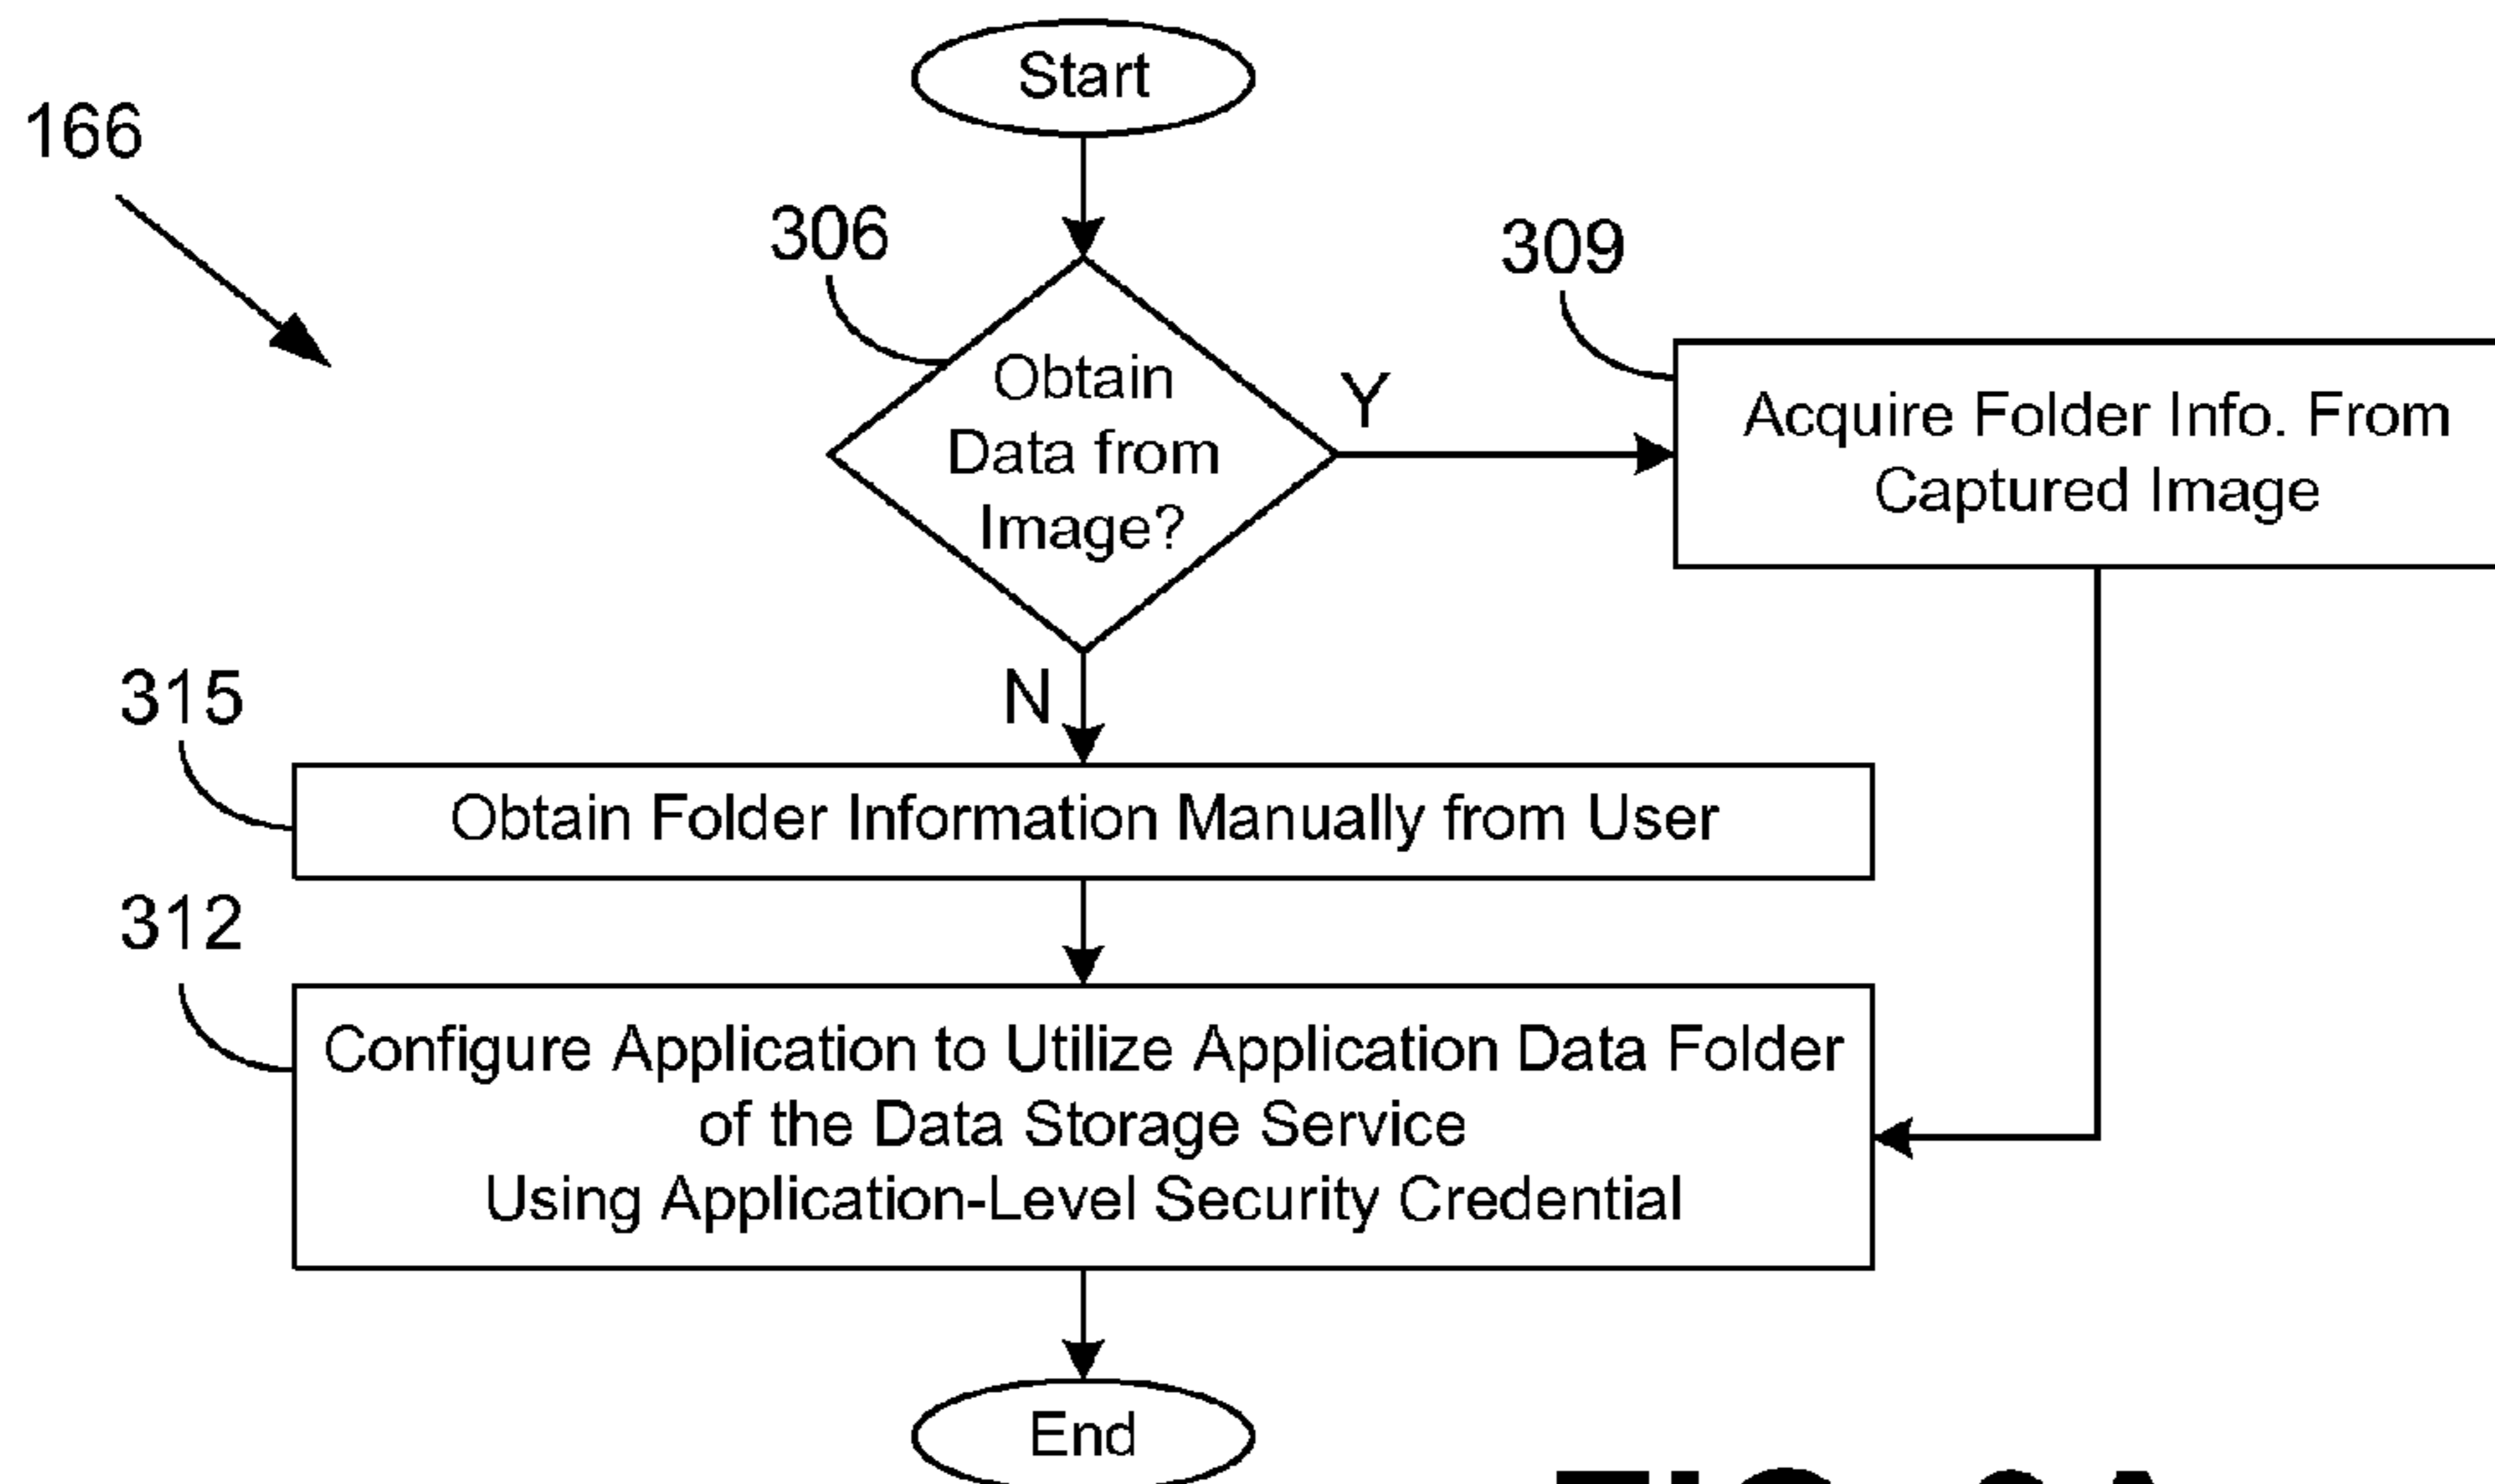 Start
166
306
309
Obtain
Data from
Image?
Y
Acquire Folder Info. From
Captured Image
N
315
Obtain Folder Information Manually from User
312
Configure Application to Utilize Application Data Folder
of the Data Storage Service
Using Application-Level Security Credential
End